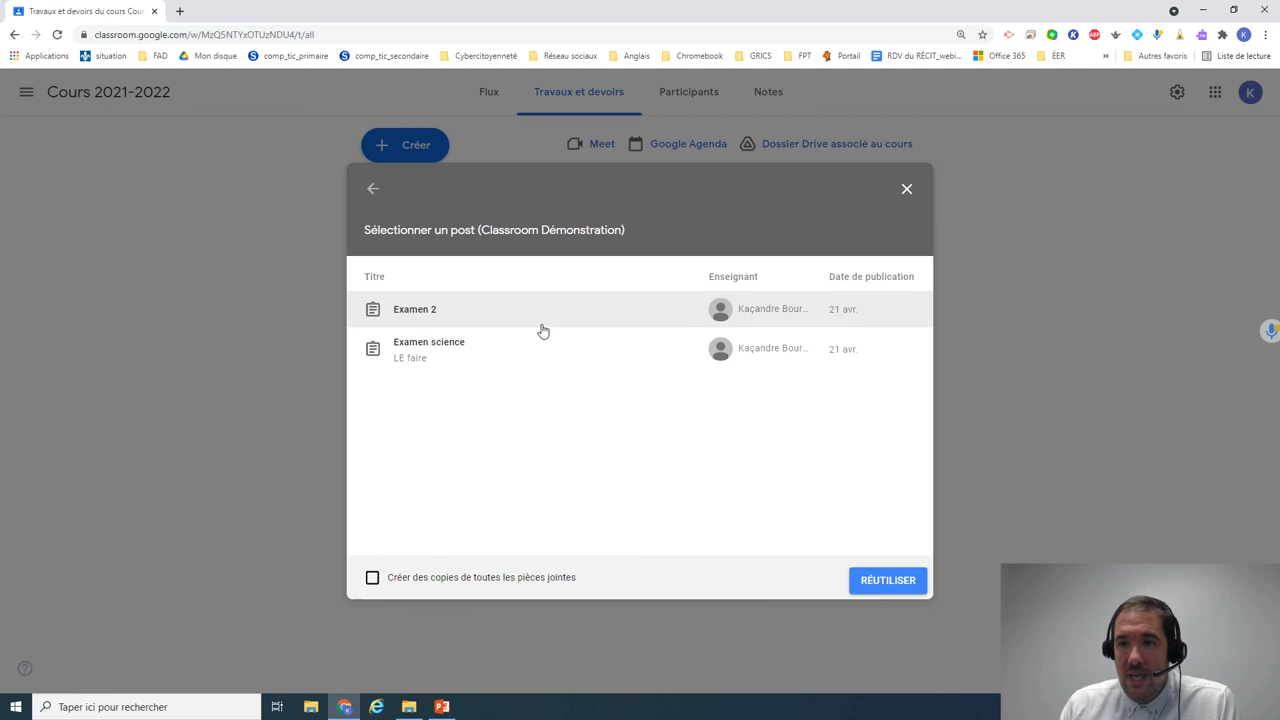 Travaux et devoirs du cours Cou
classroom.google.com/w/MzQ5NTYxOTUzNDU4/t/all
Applications situation FAD Mon disque comp_tic_primaire comp_tic_secondaire Cybercitoyenneté Réseau sociaux Anglais Chromebook GRICS FPT Portail RDV du RÉCIT_webi... Office 365 ÉER » Autres favoris Liste de lecture
Cours 2021-2022 Flux Travaux et devoirs Participants Notes K
+ Créer Meet Google Agenda Dossier Drive associé au cours
Sélectionner un post (Classroom Démonstration)
Titre Enseignant Date de publication
Examen 2 Kaçandre Bour... 21 avr.
Examen science Kaçandre Bour... 21 avr.
LE faire
Créer des copies de toutes les pièces jointes RÉUTILISER
Taper ici pour rechercher